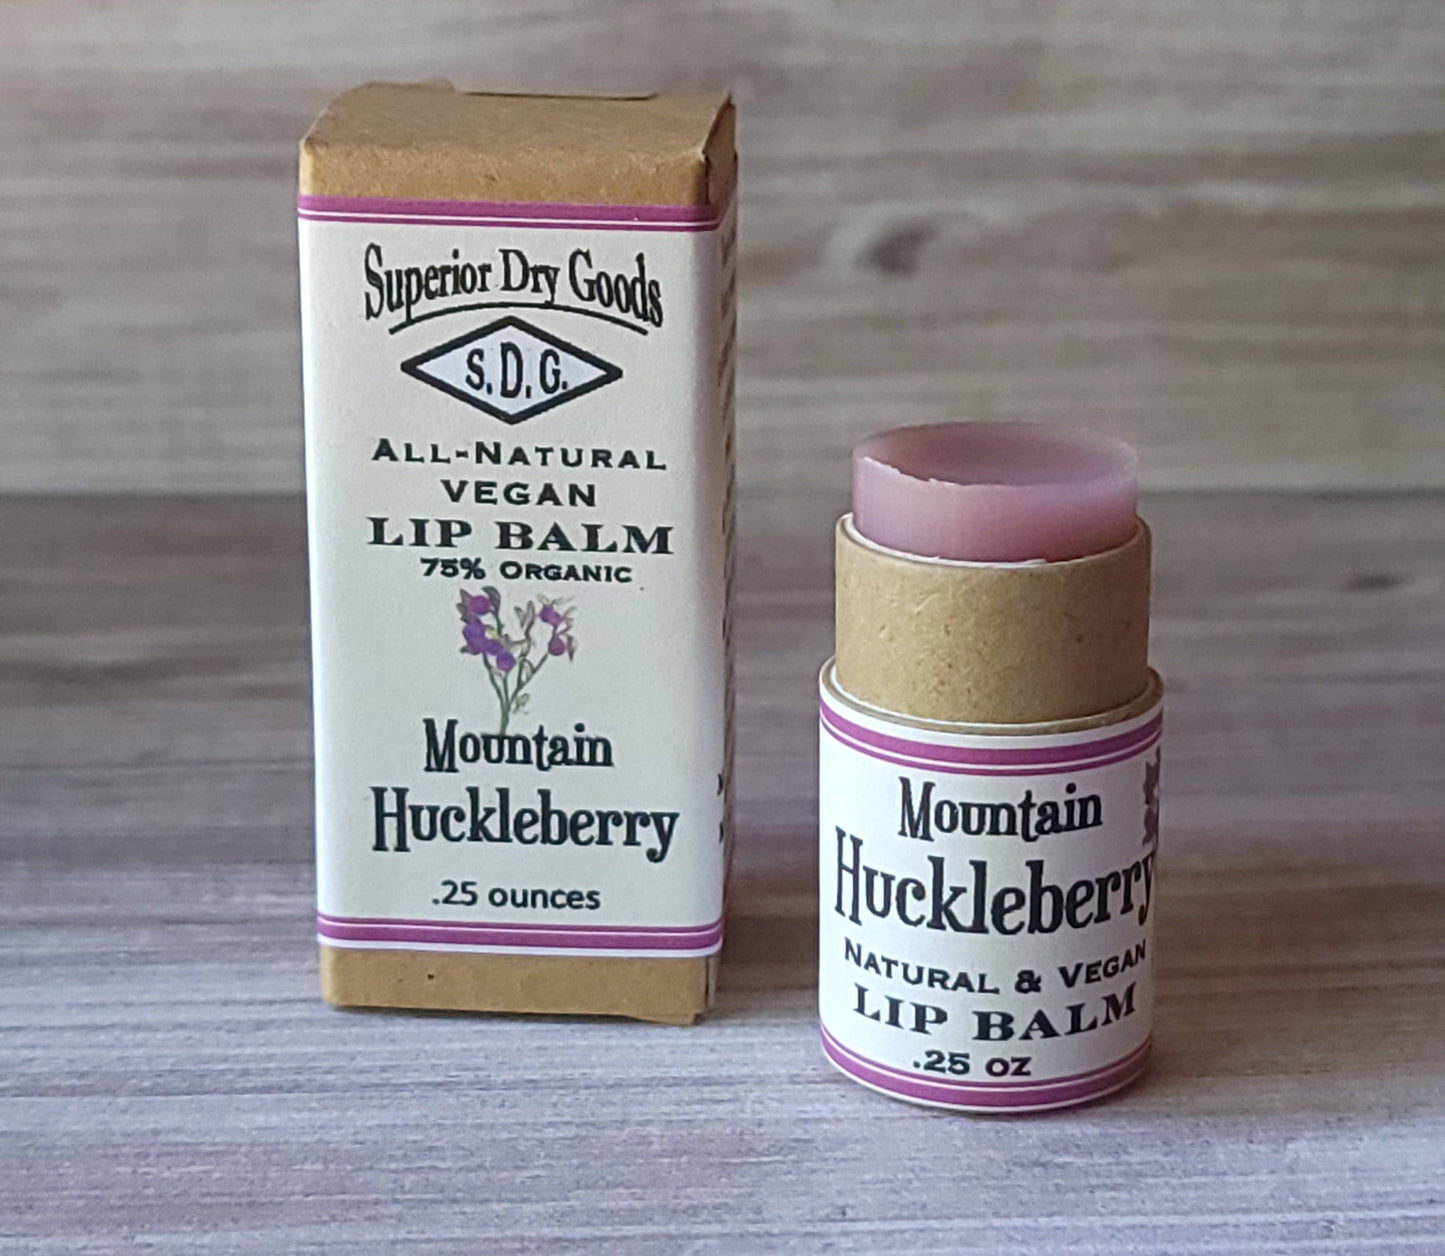 Superior Dry Goods
S.D.G.
ALL-NATURAL
VEGAN
LIP BALM
75% ORGANIC
Mountain
Huckleberry
.25 ounces
Mountain
Huckleberry
NATURAL & VEGAN
LIP BALM
.25 OZ